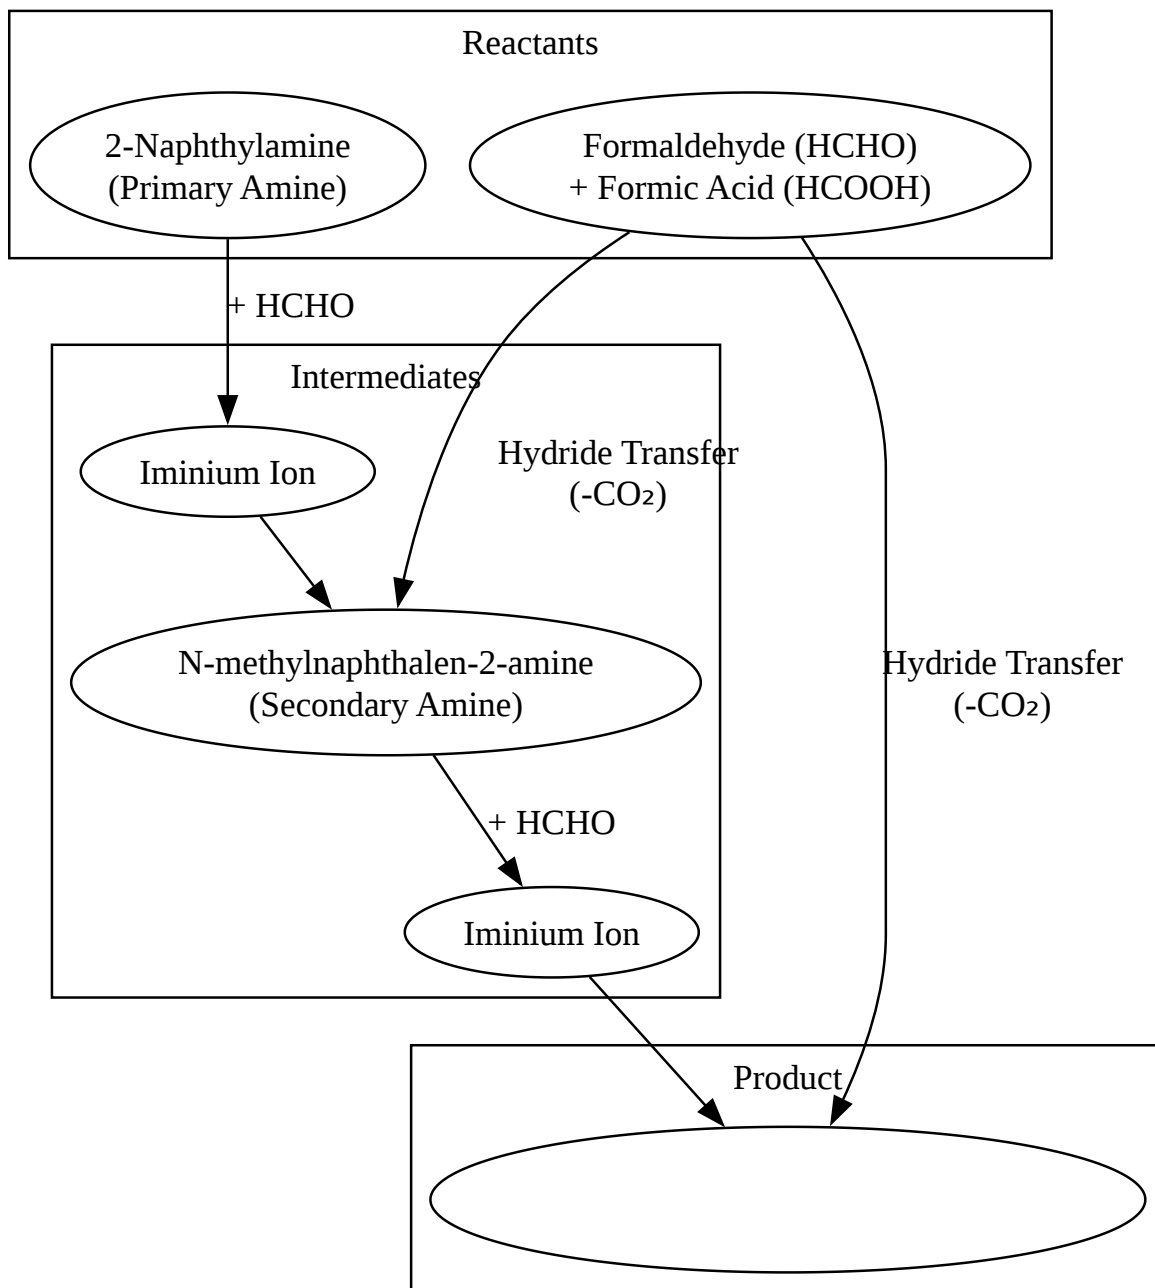 Reactants
2-Naphthylamine
(Primary Amine)
Formaldehyde (HCHO)
+ Formic Acid (HCOOH)
+ HCHO
Intermediates
Iminium Ion
Hydride Transfer
(-CO₂)
N-methylnaphthalen-2-amine
(Secondary Amine)
Hydride Transfer
(-CO₂)
+ HCHO
Iminium Ion
Product